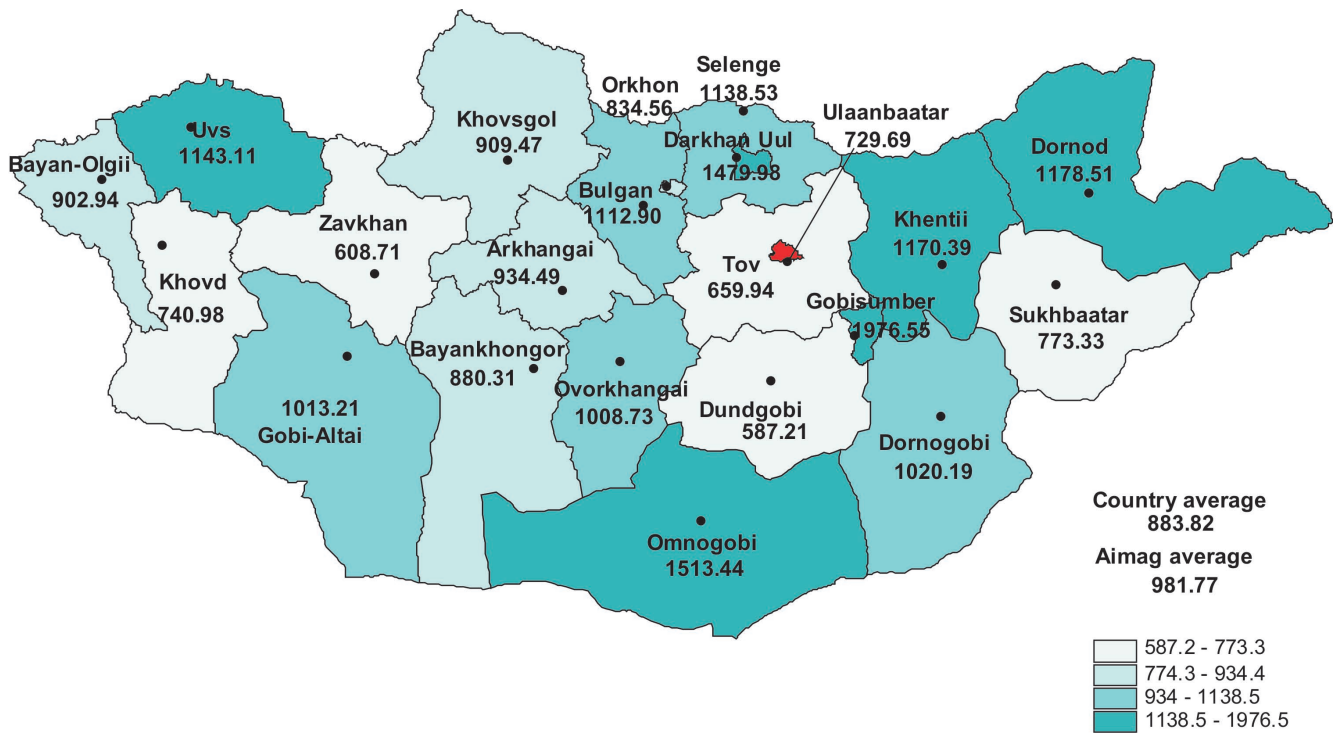 Selenge
1138.53
Orkhon
834.56
Ulaanbaatar
729.69
Khovsgol
909.47
Uvs
1143.11
Darkhan Uul
1479.98
Dornod
1178.51
Bayan-Olgii
902.94
Bulgan
1112.90
Khentii
1170.39
Zavkhan
608.71
Arkhangai
934.49
Tov
659.94
Khovd
740.98
Gobisumber
1976.55
Sukhbaatar
773.33
Bayankhongor
880.31
Ovorkhangai
1008.73
1013.21
Gobi-Altai
Dundgobi
587.21
Dornogobi
1020.19
Omnogobi
1513.44
Country average
883.82
Aimag average
981.77
587.2 - 773.3
774.3 - 934.4
934 - 1138.5
1138.5 - 1976.5